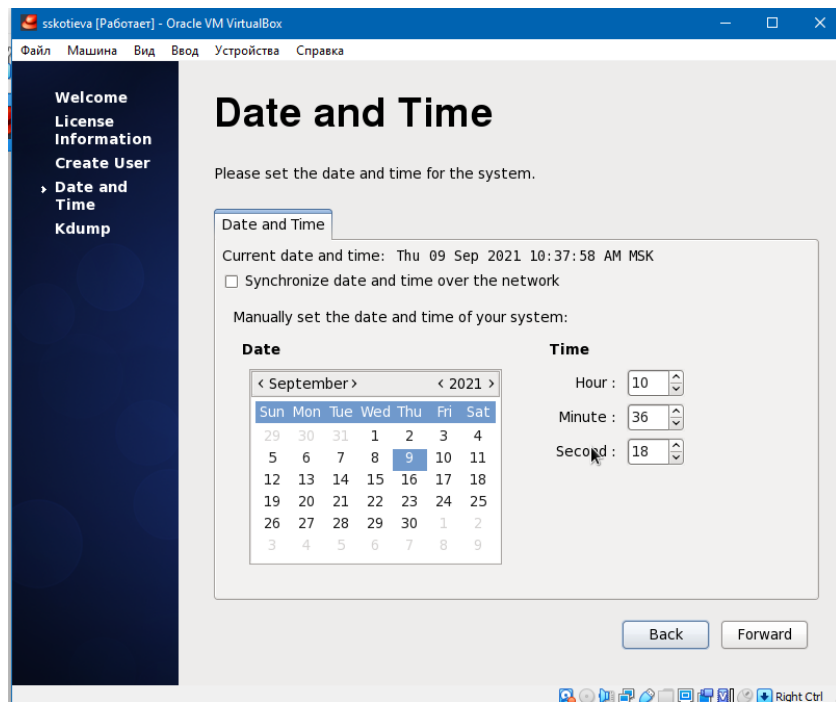 sskotieva [Работает] - Oracle VM VirtualBox
Файл Машина Вид Ввод Устройства Справка
Welcome
License
Information
Create User
Date and
Time
Kdump
Date and Time
Please set the date and time for the system.
Date and Time
Current date and time: Thu 09 Sep 2021 10:37:58 AM MSK
Synchronize date and time over the network
Manually set the date and time of your system:
Date
< September > < 2021 >
Sun Mon Tue Wed Thu Fri Sat
29 30 31 1 2 3 4
5 6 7 8 9 10 11
12 13 14 15 16 17 18
19 20 21 22 23 24 25
26 27 28 29 30 1 2
3 4 5 6 7 8 9
Time
Hour : 10
Minute : 36
Second : 18
Back Forward
Right Ctrl